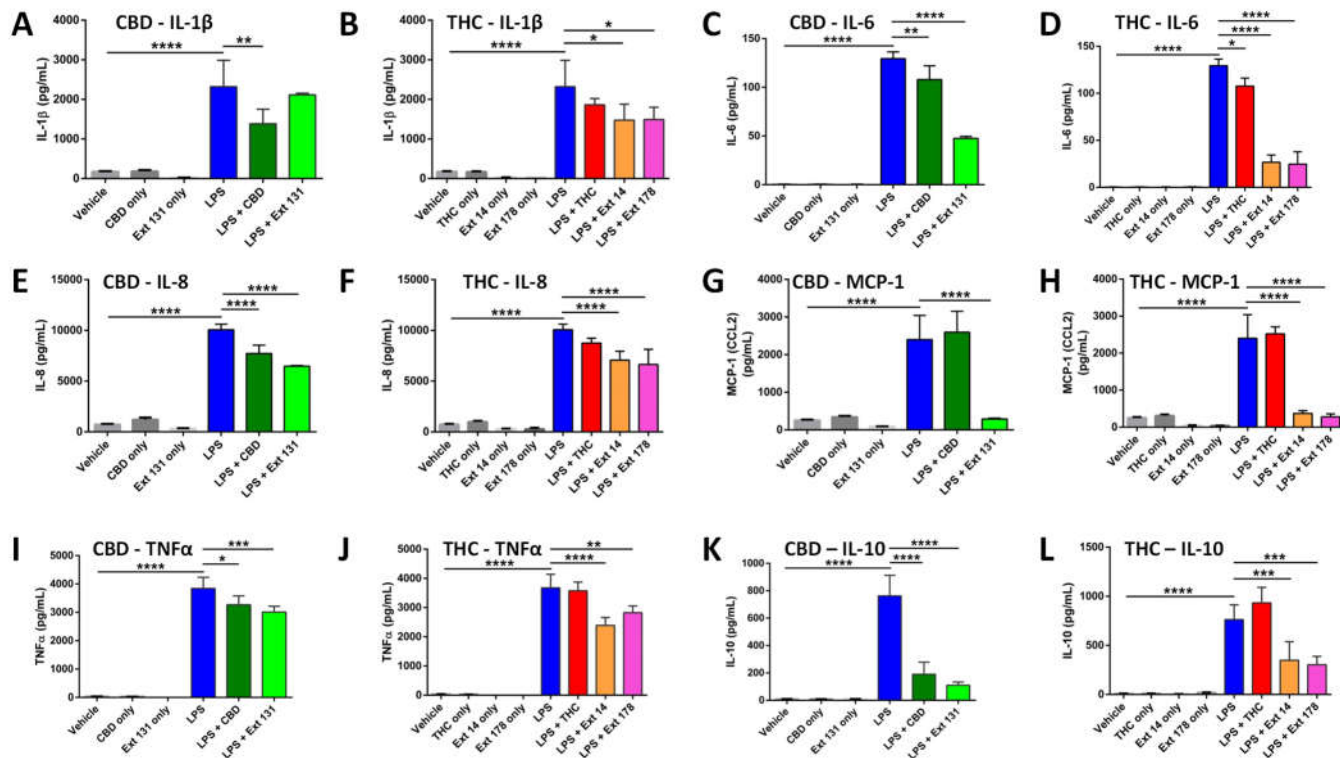 A CBD - IL-1β
4000
3000
2000
1000
0
IL-1β (pg/mL)
****
**
Vehicle
CBD only
Ext 131 only
LPS
LPS + CBD
LPS + Ext 131
B THC - IL-1β
4000
3000
2000
1000
0
IL-1β (pg/mL)
****
*
*
Vehicle
THC only
Ext 14 only
Ext 178 only
LPS
LPS + THC
LPS + Ext 14
LPS + Ext 178
C CBD - IL-6
150
100
50
0
IL-6 (pg/mL)
****
****
**
Vehicle
CBD only
Ext 131 only
LPS
LPS + CBD
LPS + Ext 131
D THC - IL-6
150
100
50
0
IL-6 (pg/mL)
****
****
****
*
Vehicle
THC only
Ext 14 only
Ext 178 only
LPS
LPS + THC
LPS + Ext 14
LPS + Ext 178
E CBD - IL-8
15000
10000
5000
0
IL-8 (pg/mL)
****
****
****
Vehicle
CBD only
Ext 131 only
LPS
LPS + CBD
LPS + Ext 131
F THC - IL-8
15000
10000
5000
0
IL-8 (pg/mL)
****
****
****
Vehicle
THC only
Ext 14 only
Ext 178 only
LPS
LPS + THC
LPS + Ext 14
LPS + Ext 178
G CBD - MCP-1
4000
3000
2000
1000
0
MCP-1 (CCL2)
(pg/mL)
****
****
Vehicle
CBD only
Ext 131 only
LPS
LPS + CBD
LPS + Ext 131
H THC - MCP-1
4000
3000
2000
1000
0
MCP-1 (CCL2)
(pg/mL)
****
****
****
Vehicle
THC only
Ext 14 only
Ext 178 only
LPS
LPS + THC
LPS + Ext 14
LPS + Ext 178
I CBD - TNFα
5000
4000
3000
2000
1000
0
TNFα (pg/mL)
***
****
*
Vehicle
CBD only
Ext 131 only
LPS
LPS + CBD
LPS + Ext 131
J THC - TNFα
5000
4000
3000
2000
1000
0
TNFα (pg/mL)
**
****
****
Vehicle
THC only
Ext 14 only
Ext 178 only
LPS
LPS + THC
LPS + Ext 14
LPS + Ext 178
K CBD – IL-10
1000
800
600
400
200
0
IL-10 (pg/mL)
****
****
****
Vehicle
CBD only
Ext 131 only
LPS
LPS + CBD
LPS + Ext 131
L THC – IL-10
1500
1000
500
0
IL-10 (pg/mL)
***
***
****
Vehicle
THC only
Ext 14 only
Ext 178 only
LPS
LPS + THC
LPS + Ext 14
LPS + Ext 178